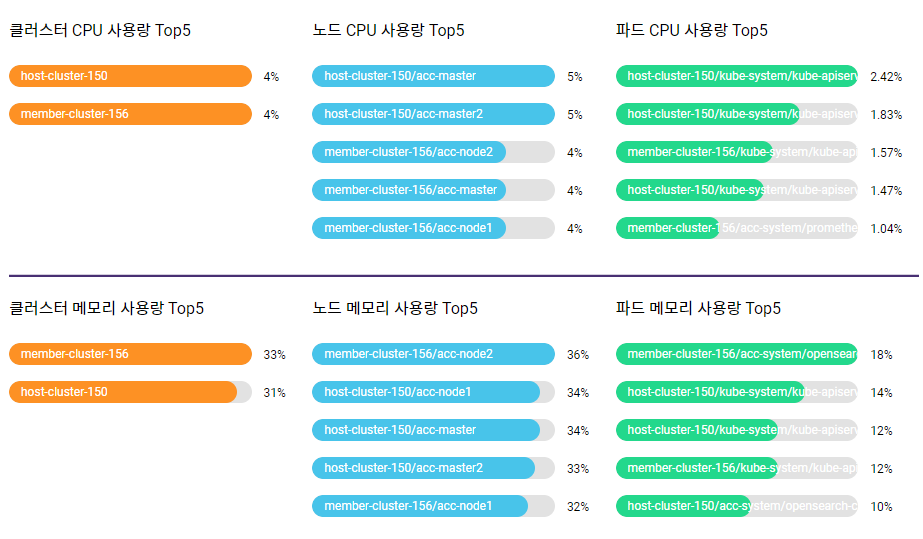 클러스터 CPU 사용량 Top5
host-cluster-150 4%
member-cluster-156 4%
노드 CPU 사용량 Top5
host-cluster-150/acc-master 5%
host-cluster-150/acc-master2 5%
member-cluster-156/acc-node2 4%
member-cluster-156/acc-master 4%
member-cluster-156/acc-node1 4%
파드 CPU 사용량 Top5
host-cluster-150/kube-system/kube-apiserv 2.42%
host-cluster-150/kube-system/kube-apiserv 1.83%
member-cluster-156/kube-system/kube-ap 1.57%
host-cluster-150/kube-system/kube-apiserv 1.47%
member-cluster-156/acc-system/promethe 1.04%
클러스터 메모리 사용량 Top5
member-cluster-156 33%
host-cluster-150 31%
노드 메모리 사용량 Top5
member-cluster-156/acc-node2 36%
host-cluster-150/acc-node1 34%
host-cluster-150/acc-master 34%
host-cluster-150/acc-master2 33%
member-cluster-156/acc-node1 32%
파드 메모리 사용량 Top5
member-cluster-156/acc-system/opensear 18%
host-cluster-150/kube-system/kube-apiserv 14%
host-cluster-150/kube-system/kube-apiserv 12%
member-cluster-156/kube-system/kube-ap 12%
host-cluster-150/acc-system/opensearch-c 10%